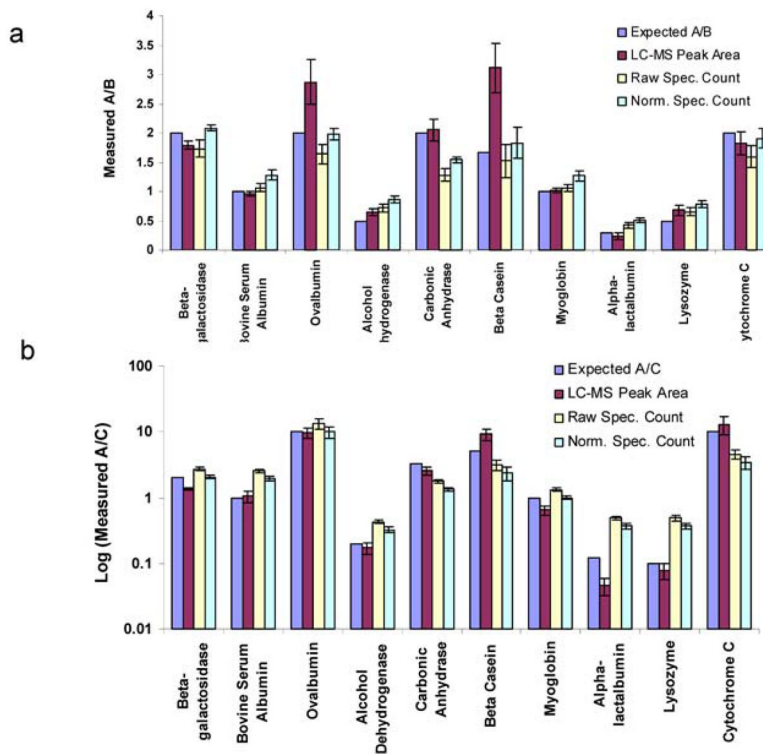 a
Measured A/B
4
3.5
3
2.5
2
1.5
1
0.5
0
Expected A/B
LC-MS Peak Area
Raw Spec. Count
Norm. Spec. Count
Beta-
galactosidase
Bovine Serum
Albumin
Ovalbumin
Alcohol
hydrogenase
Carbonic
Anhydrase
Beta Casein
Myoglobin
Alpha-
lactalbumin
Lysozyme
ytochrome C
b
Log (Measured A/C)
100
10
1
0.1
0.01
Expected A/C
LC-MS Peak Area
Raw Spec. Count
Norm. Spec. Count
Beta-
galactosidase
Bovine Serum
Albumin
Ovalbumin
Alcohol
Dehydrogenase
Carbonic
Anhydrase
Beta Casein
Myoglobin
Alpha-
lactalbumin
Lysozyme
Cytochrome C